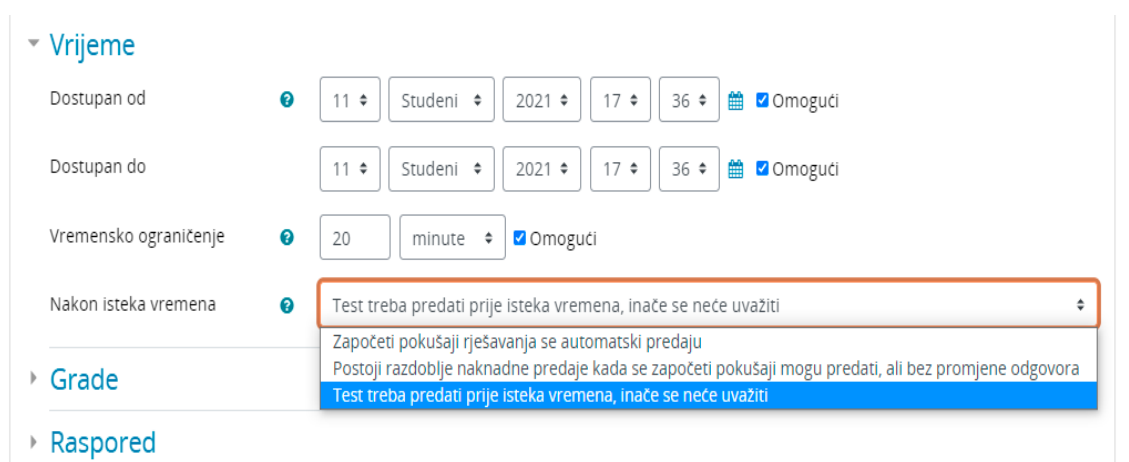 Vrijeme
Dostupan od 11 Studeni 2021 17 36 Omogući
Dostupan do 11 Studeni 2021 17 36 Omogući
Vremensko ograničenje 20 minute Omogući
Nakon isteka vremena Test treba predati prije isteka vremena, inače se neće uvažiti
Započeti pokušaji rješavanja se automatski predaju
Postoji razdoblje naknadne predaje kada se započeti pokušaji mogu predati, ali bez promjene odgovora
Test treba predati prije isteka vremena, inače se neće uvažiti
Grade
Raspored